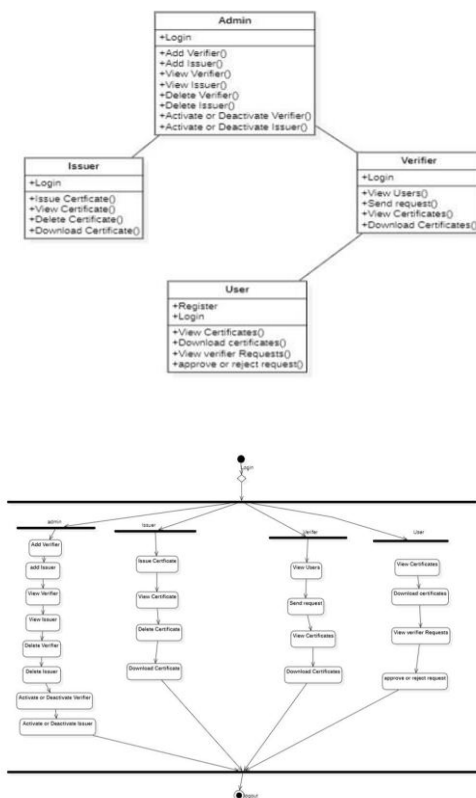 Admin
+Login
+Add Verifier()
+Add Issuer()
+View Verifier()
+View Issuer()
+Delete Verifier()
+Delete Issuer()
+Activate or Deactivate Verifier()
+Activate or Deactivate Issuer()
Issuer
+Login
+Issue Certficate()
+View Certificate()
+Delete Certificate()
+Download Certificate()
Verifier
+Login
+View Users()
+Send request()
+View Certificates()
+Download Certificates()
User
+Register
+Login
+View Certificates()
+Download certificates()
+View verifier Requests()
+approve or reject request()
Login
admin
Add Verifier
add Issuer
View Verifier
View Issuer
Delete Verifier
Delete Issuer
Activate or Deactivate Verifier
Activate or Deactivate Issuer
Issuer
Issue Certficate
View Certificate
Delete Certificate
Download Certificate
Verifer
View Users
Send request
View Certificates
Download Certificates
User
View Certificates
Download certificates
View verifier Requests
approve or reject request